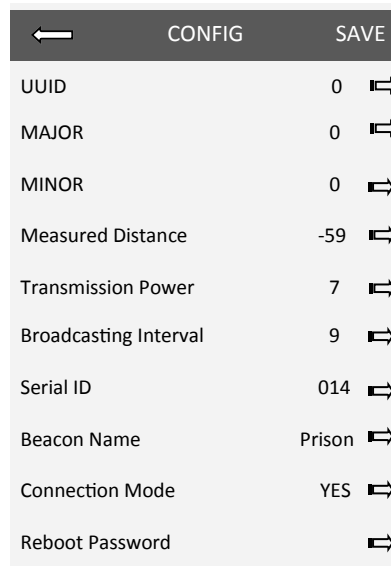 CONFIG SAVE
UUID 0
MAJOR 0
MINOR 0
Measured Distance -59
Transmission Power 7
Broadcasting Interval 9
Serial ID 014
Beacon Name Prison
Connection Mode YES
Reboot Password